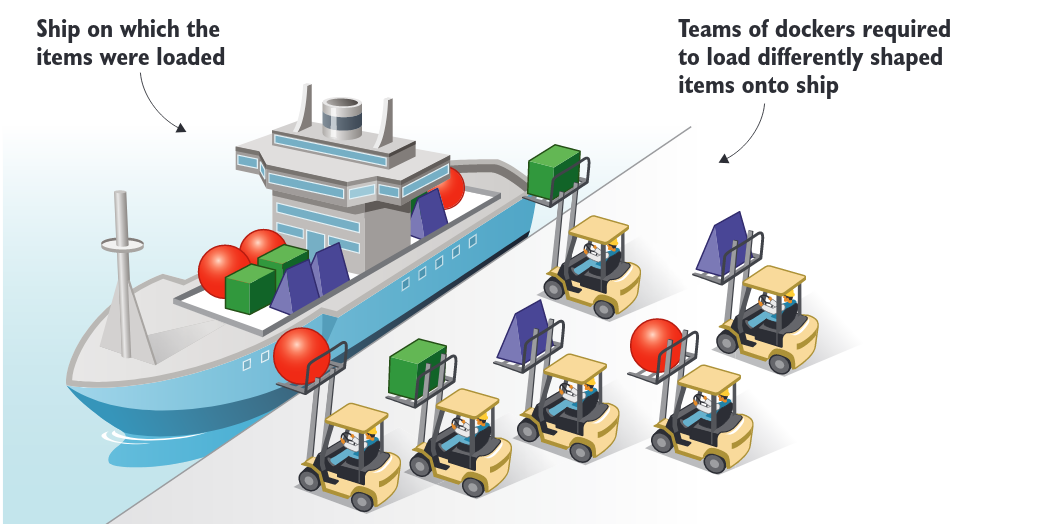 Ship on which the
items were loaded
Teams of dockers required
to load differently shaped
items onto ship